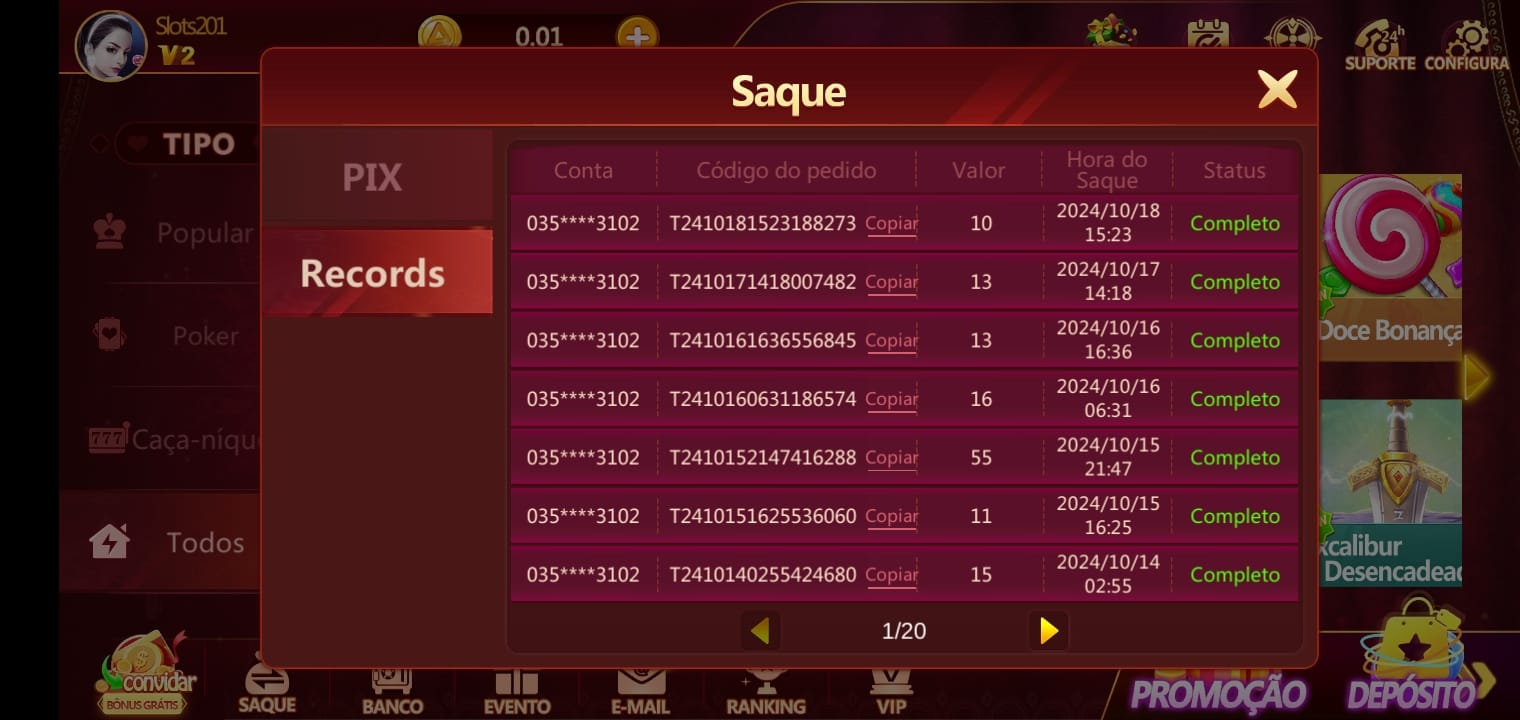 Slots201
V2
0.01
24h
SUPORTE
CONFIGURA
Saque
TIPO
Popular
Poker
777
Caça-níque
Todos
PIX
Records
Conta Código do pedido Valor Hora do Saque Status
035****3102 T2410181523188273 Copiar 10 2024/10/18 15:23 Completo
035****3102 T2410171418007482 Copiar 13 2024/10/17 14:18 Completo
035****3102 T2410161636556845 Copiar 13 2024/10/16 16:36 Completo
035****3102 T2410160631186574 Copiar 16 2024/10/16 06:31 Completo
035****3102 T2410152147416288 Copiar 55 2024/10/15 21:47 Completo
035****3102 T2410151625536060 Copiar 11 2024/10/15 16:25 Completo
035****3102 T2410140255424680 Copiar 15 2024/10/14 02:55 Completo
1/20
Doce Bonança
xcalibur
Desencadead
convidar
BÔNUS GRÁTIS
SAQUE
BANCO
EVENTO
E-MAIL
RANKING
VIP
PROMOÇÃO
DEPÓSITO